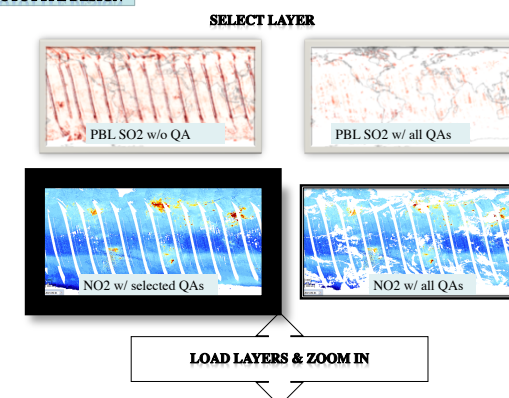 SELECT LAYER
PBL SO2 w/o QA
PBL SO2 w/ all QAs
NO2 w/ selected QAs
NO2 w/ all QAs
LOAD LAYERS & ZOOM IN